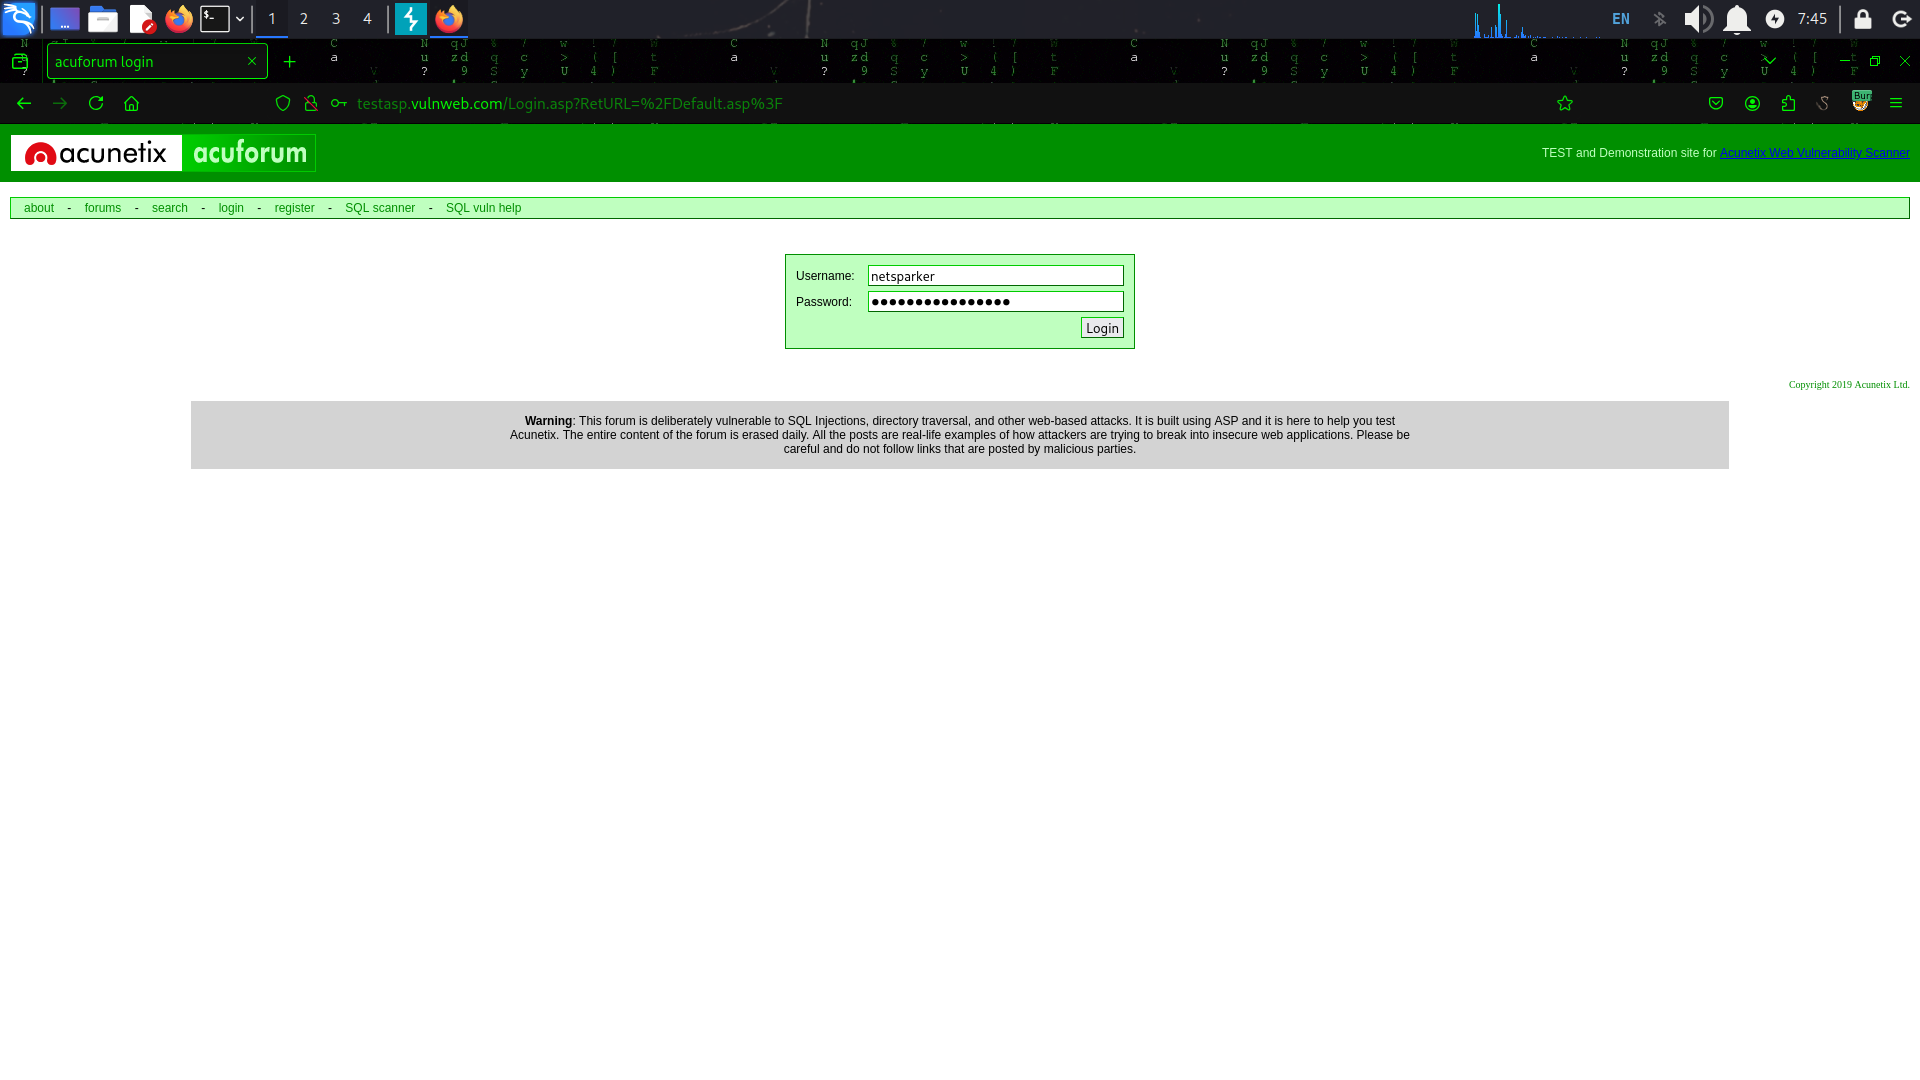 1 2 3 4 EN 7:45
acuforum login
testasp.vulnweb.com/Login.asp?RetURL=%2FDefault.asp%3F
acunetix acuforum
TEST and Demonstration site for Acunetix Web Vulnerability Scanner
about - forums - search - login - register - SQL scanner - SQL vuln help
Username: netsparker
Password: ●●●●●●●●●●●●●●●●
Login
Copyright 2019 Acunetix Ltd.
Warning: This forum is deliberately vulnerable to SQL Injections, directory traversal, and other web-based attacks. It is built using ASP and it is here to help you test
Acunetix. The entire content of the forum is erased daily. All the posts are real-life examples of how attackers are trying to break into insecure web applications. Please be
careful and do not follow links that are posted by malicious parties.